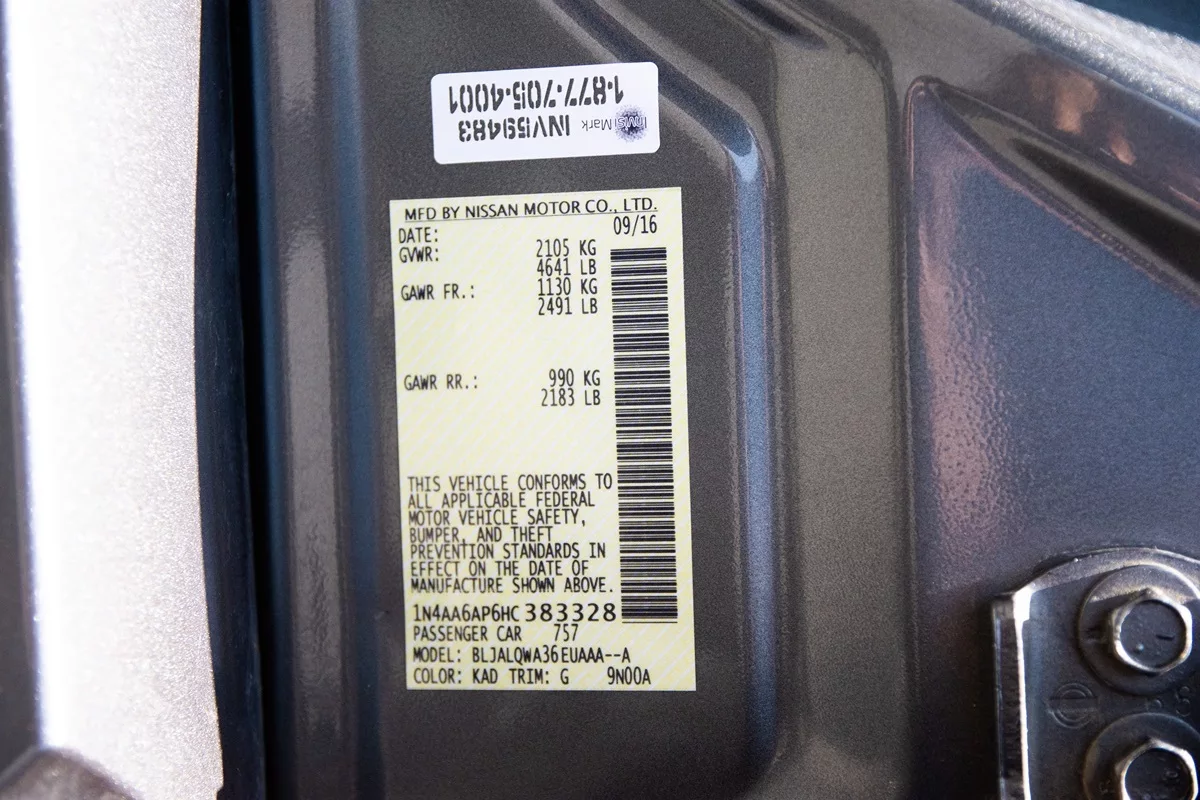 InVisiMark INV59483
1-877-705-4001
MFD BY NISSAN MOTOR CO., LTD.
DATE: 09/16
GVWR: 2105 KG
4641 LB
GAWR FR.: 1130 KG
2491 LB
GAWR RR.: 990 KG
2183 LB
THIS VEHICLE CONFORMS TO
ALL APPLICABLE FEDERAL
MOTOR VEHICLE SAFETY,
BUMPER, AND THEFT
PREVENTION STANDARDS IN
EFFECT ON THE DATE OF
MANUFACTURE SHOWN ABOVE.
1N4AA6AP6HC383328
PASSENGER CAR 757
MODEL: BLJALQWA36EUAAA--A
COLOR: KAD TRIM: G 9N00A